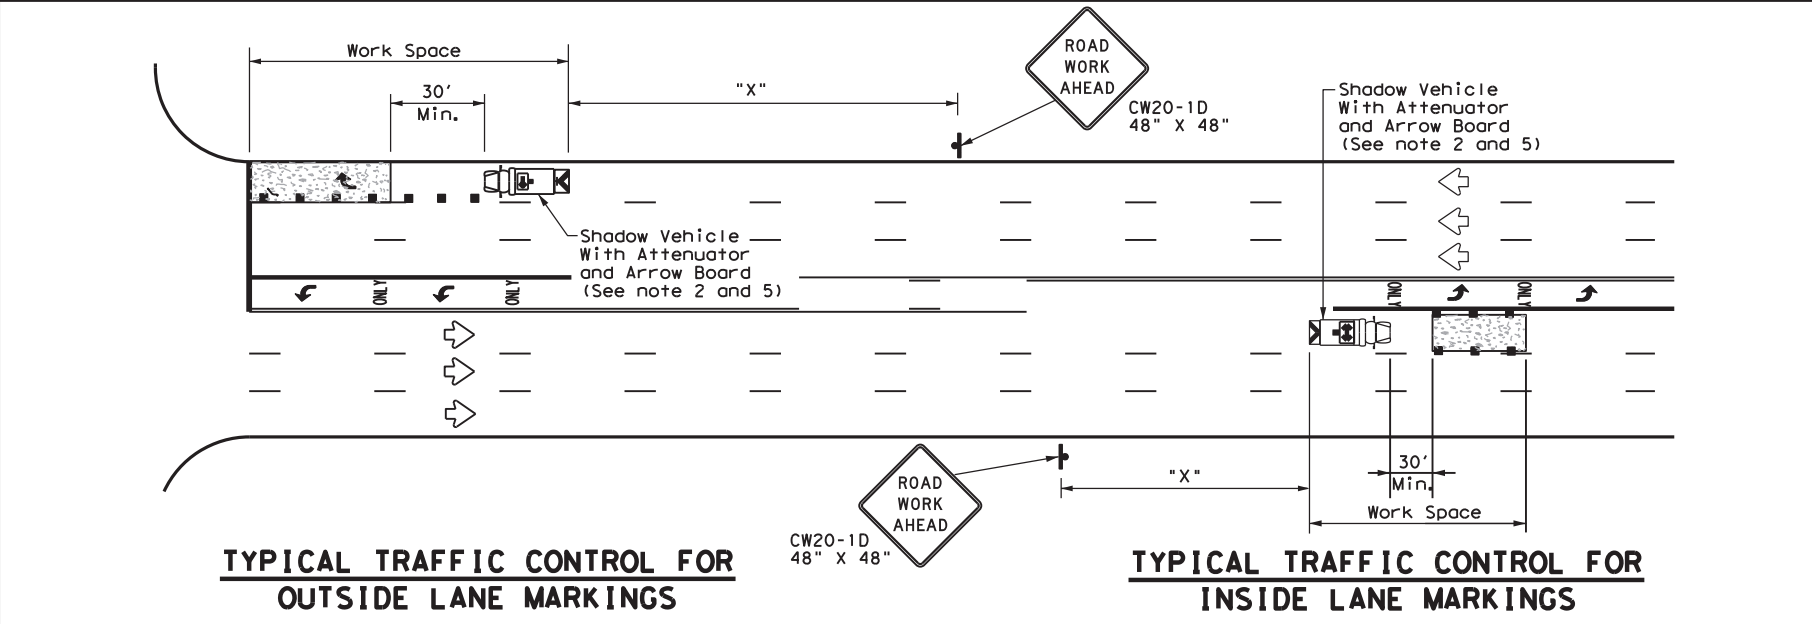 Work Space
30'
Min.
"X"
ROAD
WORK
AHEAD
CW20-1D
48" X 48"
Shadow Vehicle
With Attenuator
and Arrow Board
(See note 2 and 5)
Shadow Vehicle
With Attenuator
and Arrow Board
(See note 2 and 5)
ONLY
ONLY
ONLY
ONLY
ROAD
WORK
AHEAD
CW20-1D
48" X 48"
"X"
30'
Min.
Work Space
TYPICAL TRAFFIC CONTROL FOR
OUTSIDE LANE MARKINGS
TYPICAL TRAFFIC CONTROL FOR
INSIDE LANE MARKINGS